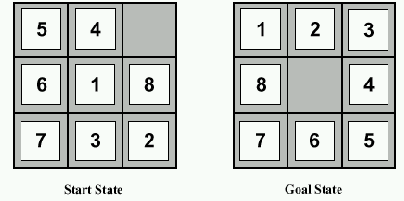 5 4
6 1 8
7 3 2
Start State
1 2 3
8 4
7 6 5
Goal State